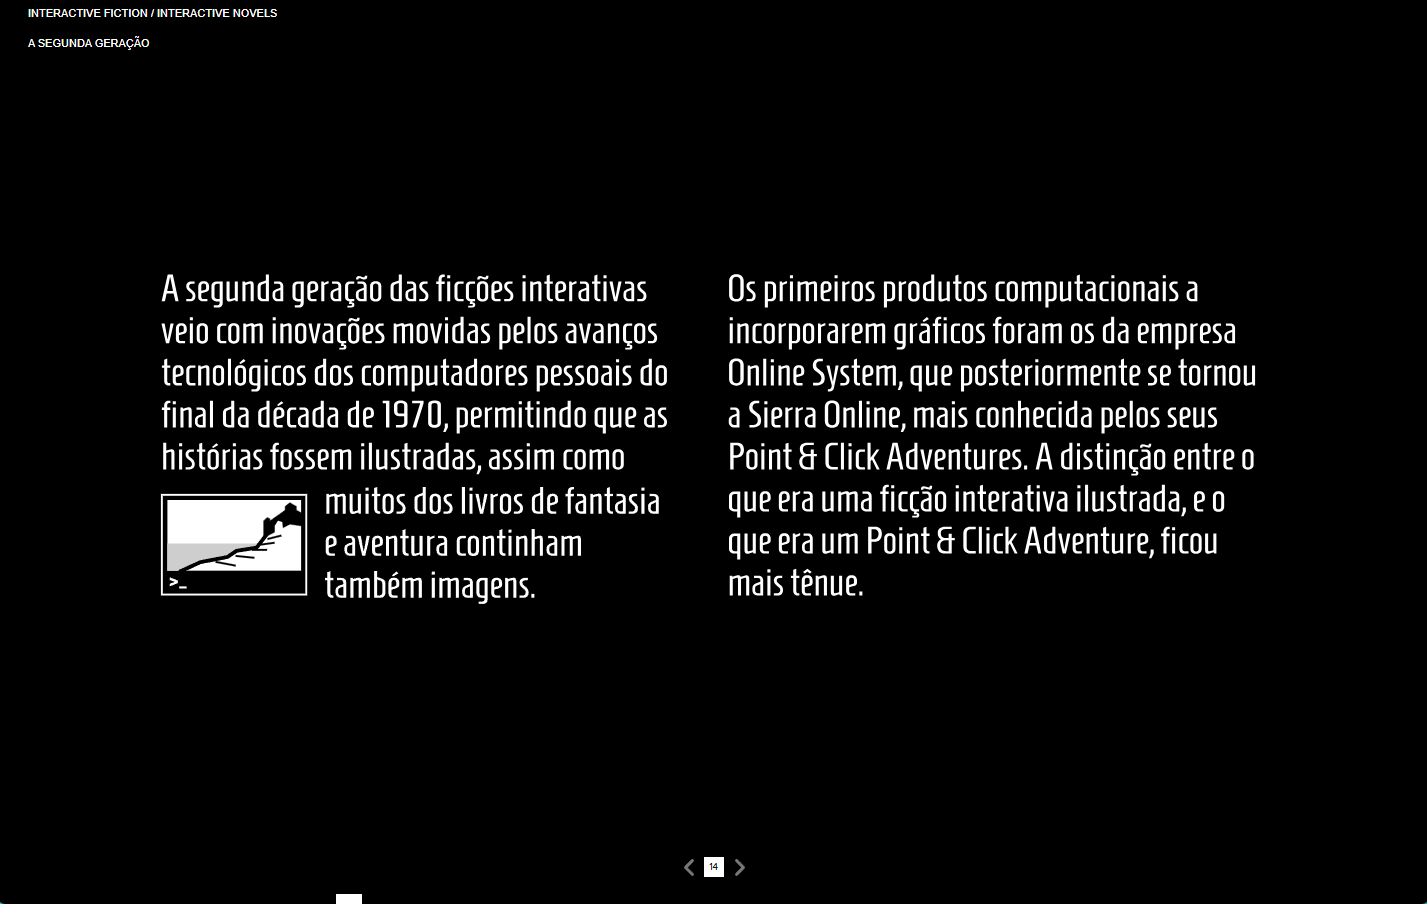 INTERACTIVE FICTION / INTERACTIVE NOVELS
A SEGUNDA GERAÇÃO
A segunda geração das ficções interativas
veio com inovações movidas pelos avanços
tecnológicos dos computadores pessoais do
final da década de 1970, permitindo que as
histórias fossem ilustradas, assim como
muitos dos livros de fantasia
e aventura continham
também imagens.
>_
Os primeiros produtos computacionais a
incorporarem gráficos foram os da empresa
Online System, que posteriormente se tornou
a Sierra Online, mais conhecida pelos seus
Point & Click Adventures. A distinção entre o
que era uma ficção interativa ilustrada, e o
que era um Point & Click Adventure, ficou
mais tênue.
14